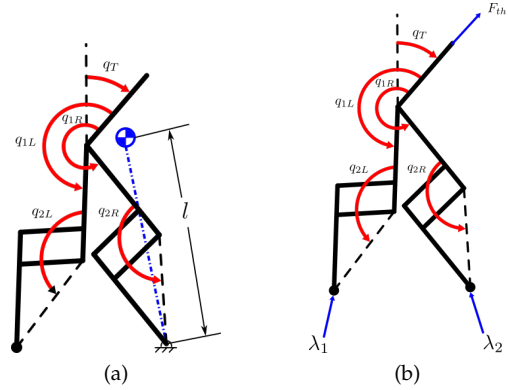 q_T
q_{1R}
q_{1L}
q_{2L}
q_{2R}
l
(a)
F_{th}
q_T
q_{1R}
q_{1L}
q_{2L}
q_{2R}
λ_1
λ_2
(b)